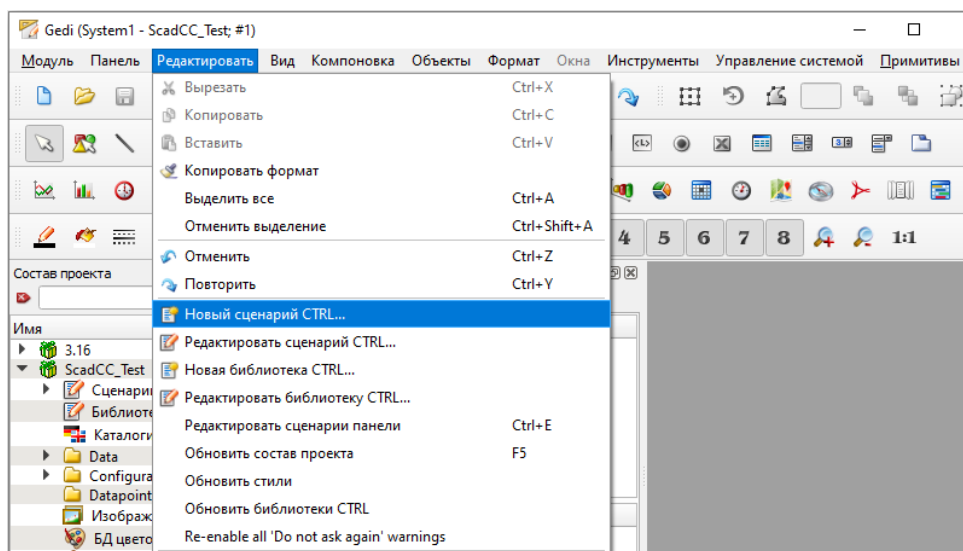 Gedi (System1 - ScadCC_Test; #1)
Модуль Панель Редактировать Вид Компоновка Объекты Формат Окна Инструменты Управление системой Примитивы
Вырезать Ctrl+X
Копировать Ctrl+C
Вставить Ctrl+V
Копировать формат
Выделить все Ctrl+A
Отменить выделение Ctrl+Shift+A
4 5 6 7 8 1:1
Отменить Ctrl+Z
Состав проекта
Повторить Ctrl+Y
Новый сценарий CTRL...
Имя
Редактировать сценарий CTRL...
3.16
Новая библиотека CTRL...
ScadCC_Test
Сценари
Редактировать библиотеку CTRL...
Библиоте
Редактировать сценарии панели Ctrl+E
Каталоги
Обновить состав проекта F5
Data
Configura
Обновить стили
Datapoint
Обновить библиотеки CTRL
Изображ
Re-enable all 'Do not ask again' warnings
БД цвето